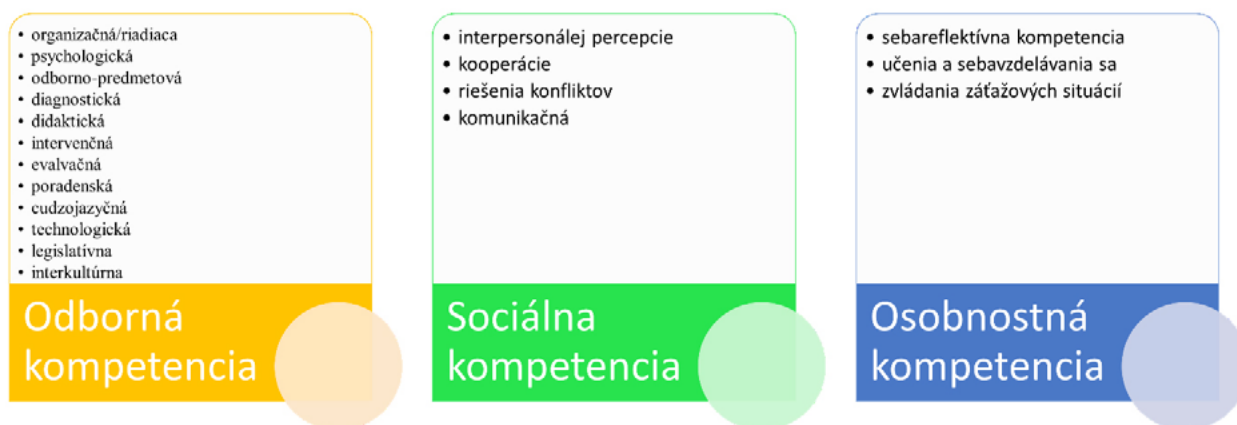 • organizačná/riadiaca
• psychologická
• odborno-predmetová
• diagnostická
• didaktická
• intervenčná
• evalvačná
• poradenská
• cudzojazyčná
• technologická
• legislatívna
• interkultúrna
Odborná
kompetencia
• interpersonálej percepcie
• kooperácie
• riešenia konfliktov
• komunikačná
Sociálna
kompetencia
• sebareflektívna kompetencia
• učenia a sebavzdelávania sa
• zvládania záťažových situácií
Osobnostná
kompetencia